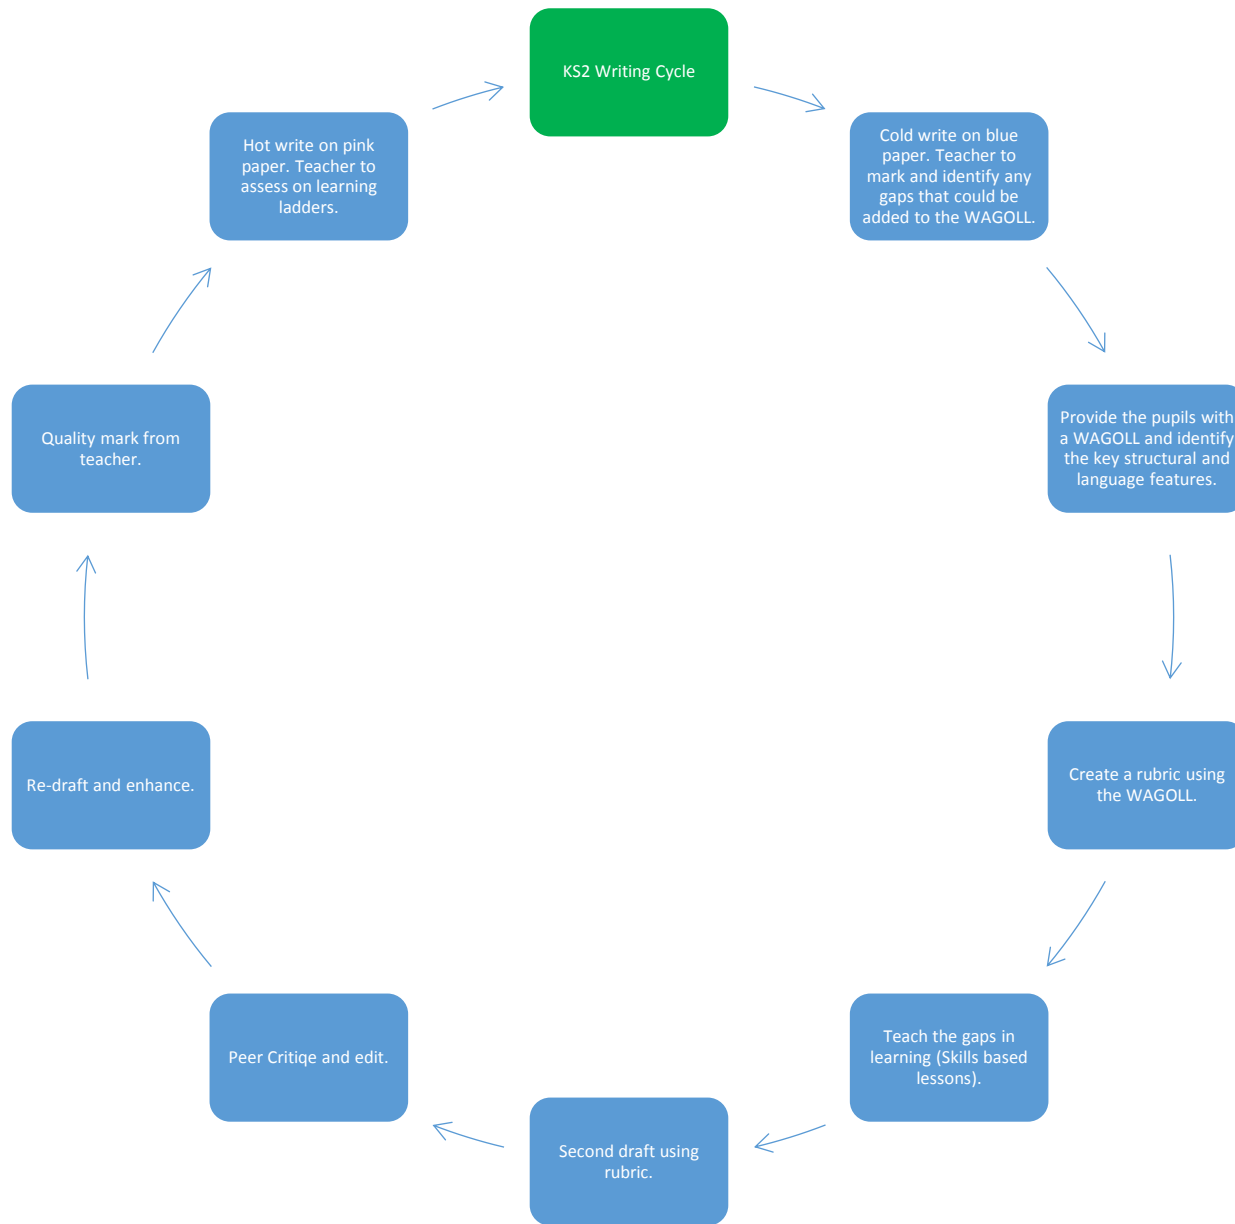 KS2 Writing Cycle
Cold write on blue
paper. Teacher to
mark and identify any
gaps that could be
added to the WAGOLL.
Provide the pupils with
a WAGOLL and identify
the key structural and
language features.
Create a rubric using
the WAGOLL.
Teach the gaps in
learning (Skills based
lessons).
Second draft using
rubric.
Peer Critiqe and edit.
Re-draft and enhance.
Quality mark from
teacher.
Hot write on pink
paper. Teacher to
assess on learning
ladders.